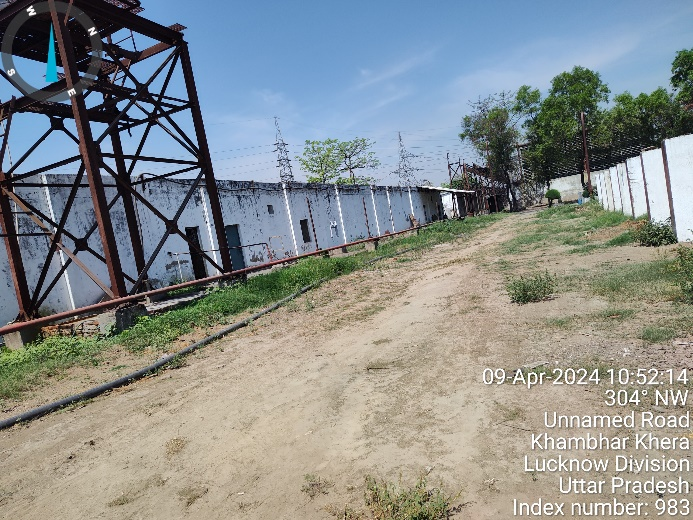 W
N
S
E
09-Apr-2024 10:52:14
304° NW
Unnamed Road
Khambhar Khera
Lucknow Division
Uttar Pradesh
Index number: 983